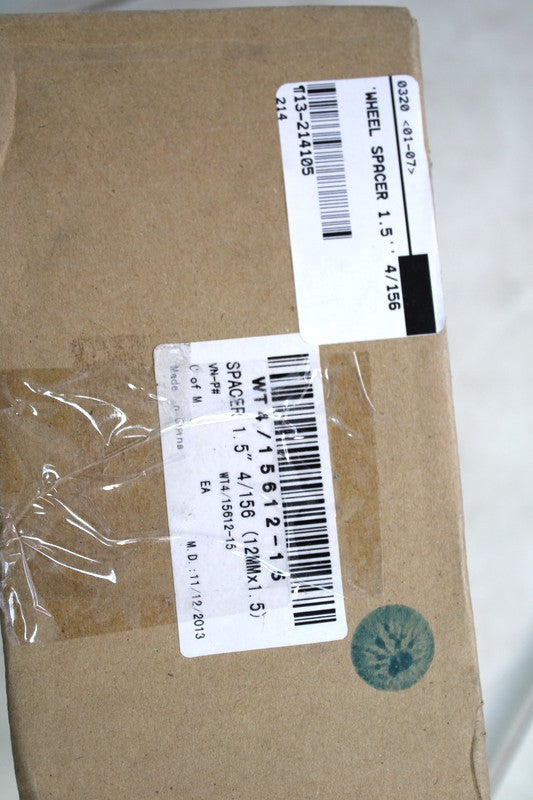 0320 <01-07>
'WHEEL SPACER 1.5'' 4/156
113-214105
214
WT4/15612-15
SPACER 1.5" 4/156 (12MMx1.5)
VN-P# WT4/15612-15
C of M EA
Made in China M.D.:11/12/2013